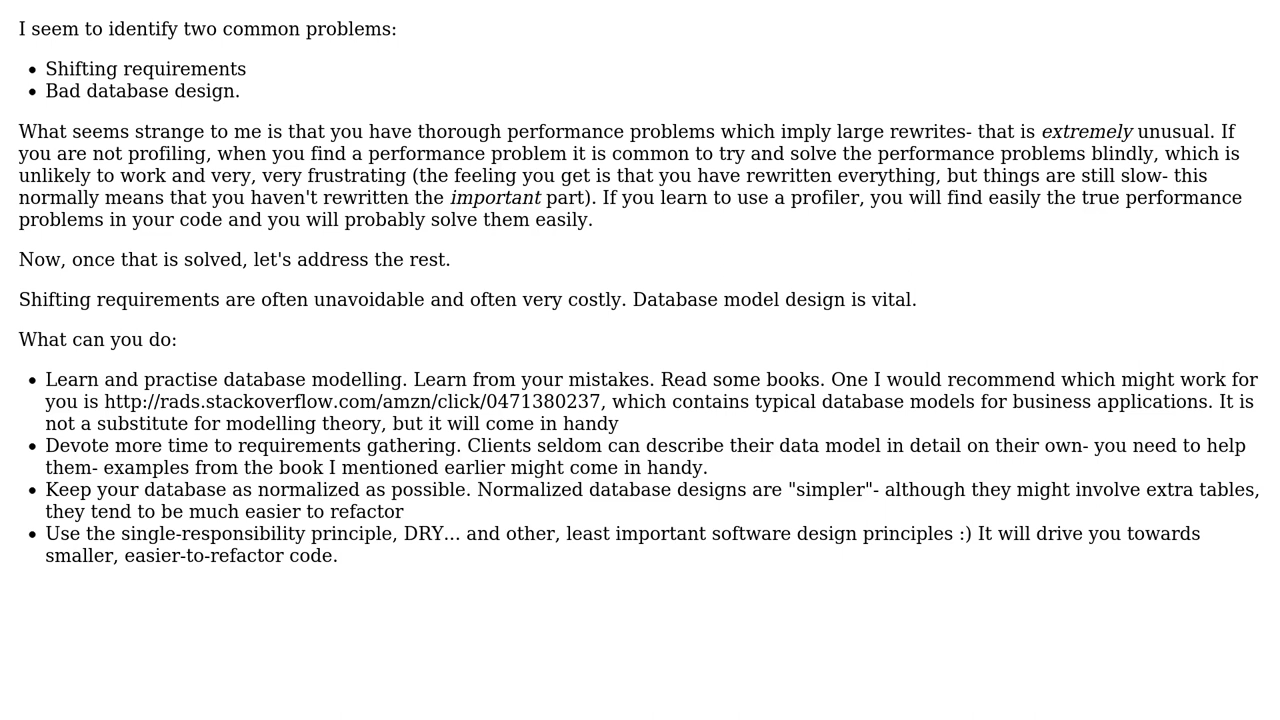 I seem to identify two common problems:
• Shifting requirements
• Bad database design.
What seems strange to me is that you have thorough performance problems which imply large rewrites- that is extremely unusual. If
you are not profiling, when you find a performance problem it is common to try and solve the performance problems blindly, which is
unlikely to work and very, very frustrating (the feeling you get is that you have rewritten everything, but things are still slow- this
normally means that you haven't rewritten the important part). If you learn to use a profiler, you will find easily the true performance
problems in your code and you will probably solve them easily.
Now, once that is solved, let's address the rest.
Shifting requirements are often unavoidable and often very costly. Database model design is vital.
What can you do:
• Learn and practise database modelling. Learn from your mistakes. Read some books. One I would recommend which might work for
you is http://rads.stackoverflow.com/amzn/click/0471380237, which contains typical database models for business applications. It is
not a substitute for modelling theory, but it will come in handy
• Devote more time to requirements gathering. Clients seldom can describe their data model in detail on their own- you need to help
them- examples from the book I mentioned earlier might come in handy.
• Keep your database as normalized as possible. Normalized database designs are "simpler"- although they might involve extra tables,
they tend to be much easier to refactor
• Use the single-responsibility principle, DRY... and other, least important software design principles :) It will drive you towards
smaller, easier-to-refactor code.